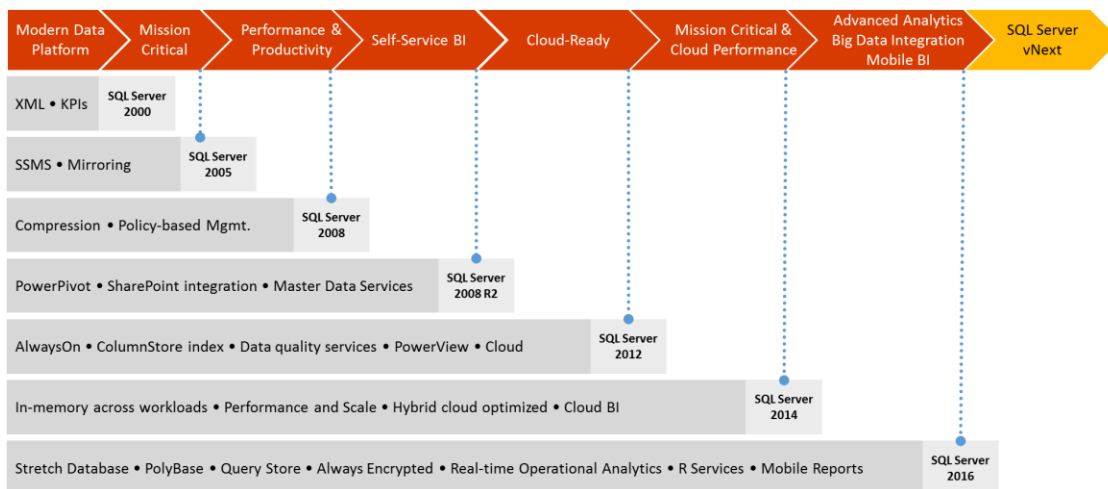 Modern Data
Platform
Mission
Critical
Performance &
Productivity
Self-Service BI
Cloud-Ready
Mission Critical &
Cloud Performance
Advanced Analytics
Big Data Integration
Mobile BI
SQL Server
vNext
XML • KPIs
SQL Server
2000
SSMS • Mirroring
SQL Server
2005
Compression • Policy-based Mgmt.
SQL Server
2008
PowerPivot • SharePoint integration • Master Data Services
SQL Server
2008 R2
AlwaysOn • ColumnStore index • Data quality services • PowerView • Cloud
SQL Server
2012
In-memory across workloads • Performance and Scale • Hybrid cloud optimized • Cloud BI
SQL Server
2014
Stretch Database • PolyBase • Query Store • Always Encrypted • Real-time Operational Analytics • R Services • Mobile Reports
SQL Server
2016